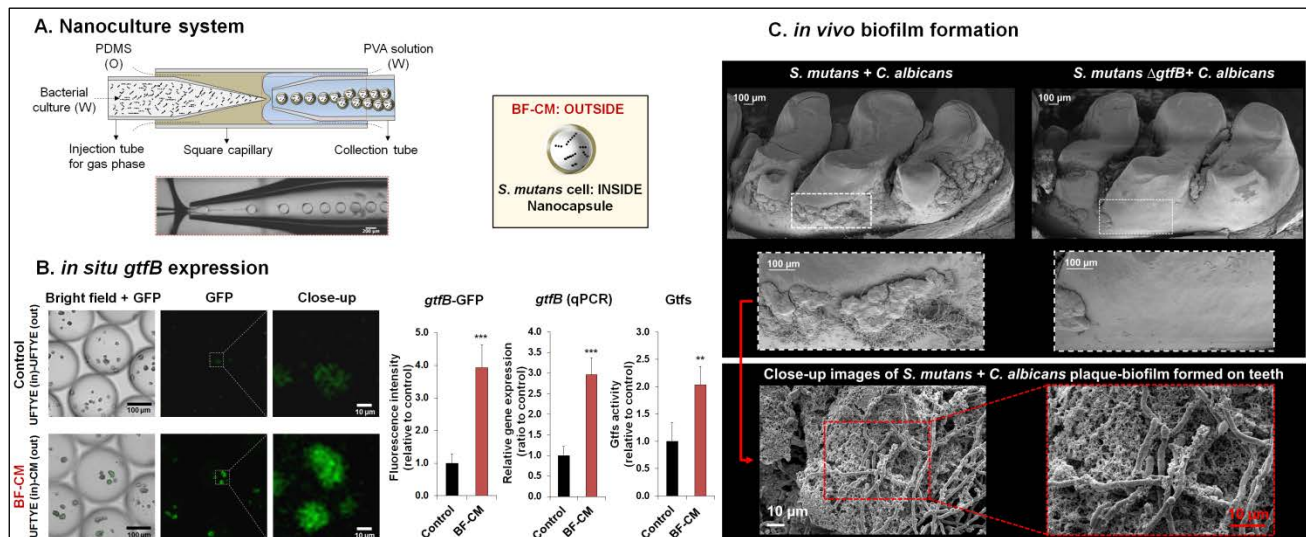 A. Nanoculture system
PDMS
(O)
PVA solution
(W)
Bacterial
culture (W)
Injection tube
for gas phase
Square capillary
Collection tube
200 µm
BF-CM: OUTSIDE
S. mutans cell: INSIDE
Nanocapsule
B. in situ gtfB expression
Bright field + GFP
GFP
Close-up
Control
UFTYE (in)-UFTYE (out)
100 µm
10 µm
BF-CM
UFTYE (in)-CM (out)
100 µm
10 µm
gtfB-GFP
Fluorescence intensity
(relative to control)
5.0
4.0
3.0
2.0
1.0
0.0
***
Control
BF-CM
gtfB (qPCR)
Relative gene expression
(ratio to control)
4.0
3.5
3.0
2.5
2.0
1.5
1.0
0.5
0.0
***
Control
BF-CM
Gtfs
Gtfs activity
(relative to control)
3.0
2.5
2.0
1.5
1.0
0.5
0.0
**
Control
BF-CM
C. in vivo biofilm formation
S. mutans + C. albicans
S. mutans ΔgtfB+ C. albicans
100 µm
100 µm
100 µm
100 µm
Close-up images of S. mutans + C. albicans plaque-biofilm formed on teeth
10 µm
10 µm